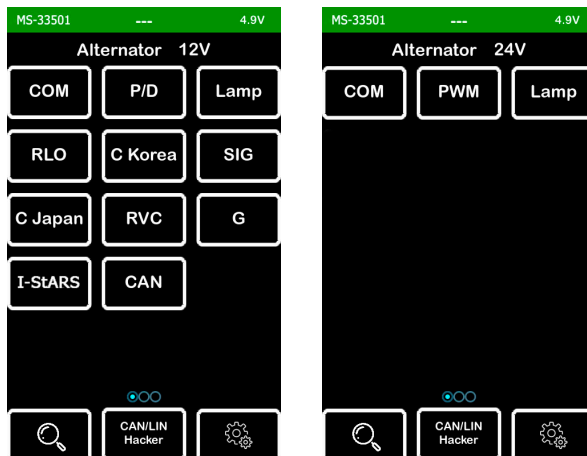 MS-33501 --- 4.9V
Alternator 12V
COM P/D Lamp
RLO C Korea SIG
C Japan RVC G
I-StARS CAN
CAN/LIN
Hacker
MS-33501 --- 4.9V
Alternator 24V
COM PWM Lamp
CAN/LIN
Hacker